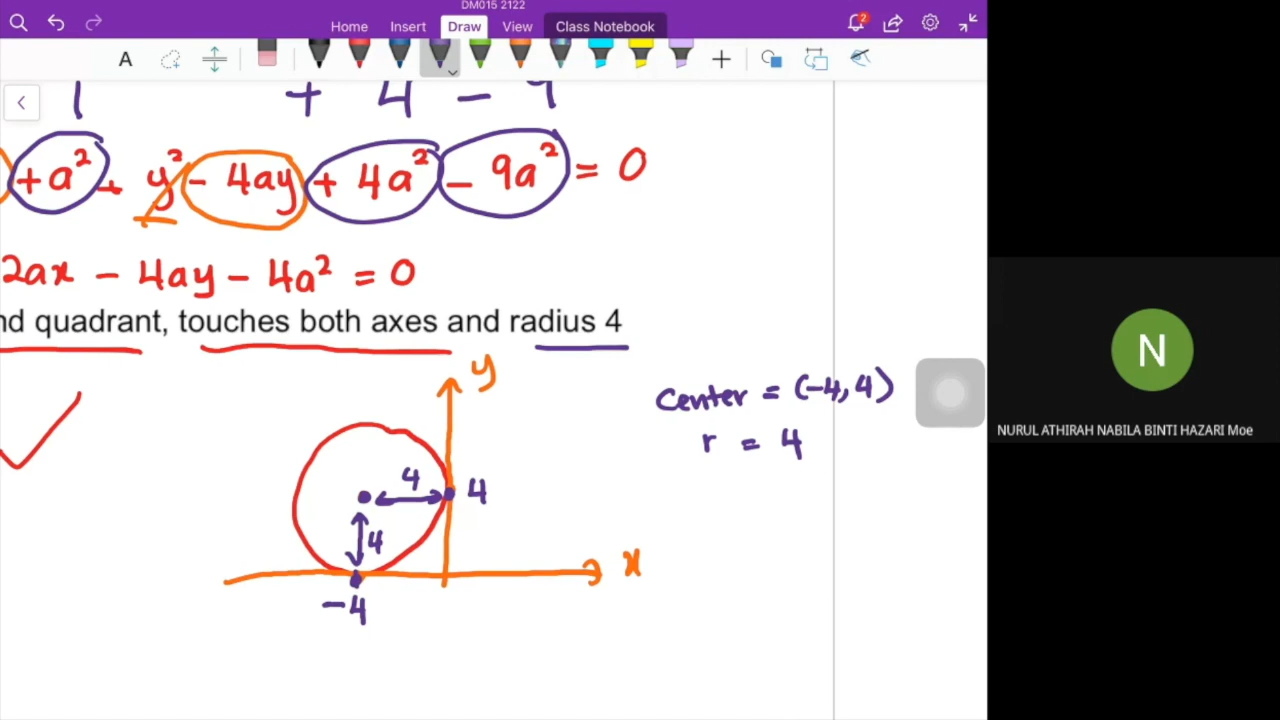 DM015 2122
Home Insert Draw View Class Notebook
2
A
1 + 4 - 9
+a² + y² - 4ay + 4a² - 9a² = 0
2ax - 4ay - 4a² = 0
nd quadrant, touches both axes and radius 4
y
center = (-4,4)
r = 4
4
4
4
x
-4
N
NURUL ATHIRAH NABILA BINTI HAZARI Moe